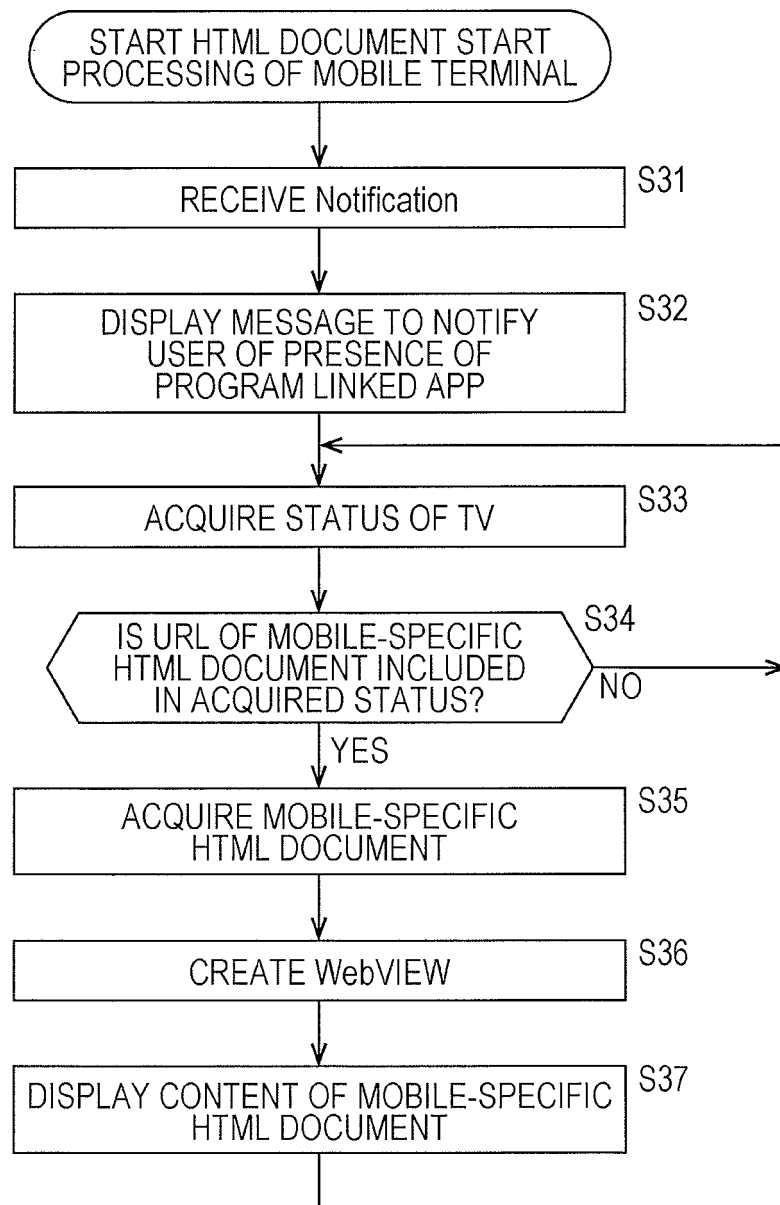 START HTML DOCUMENT START
PROCESSING OF MOBILE TERMINAL
S31
RECEIVE Notification
S32
DISPLAY MESSAGE TO NOTIFY
USER OF PRESENCE OF
PROGRAM LINKED APP
S33
ACQUIRE STATUS OF TV
S34
IS URL OF MOBILE-SPECIFIC
HTML DOCUMENT INCLUDED
IN ACQUIRED STATUS?
NO
YES
S35
ACQUIRE MOBILE-SPECIFIC
HTML DOCUMENT
S36
CREATE WebVIEW
S37
DISPLAY CONTENT OF MOBILE-SPECIFIC
HTML DOCUMENT